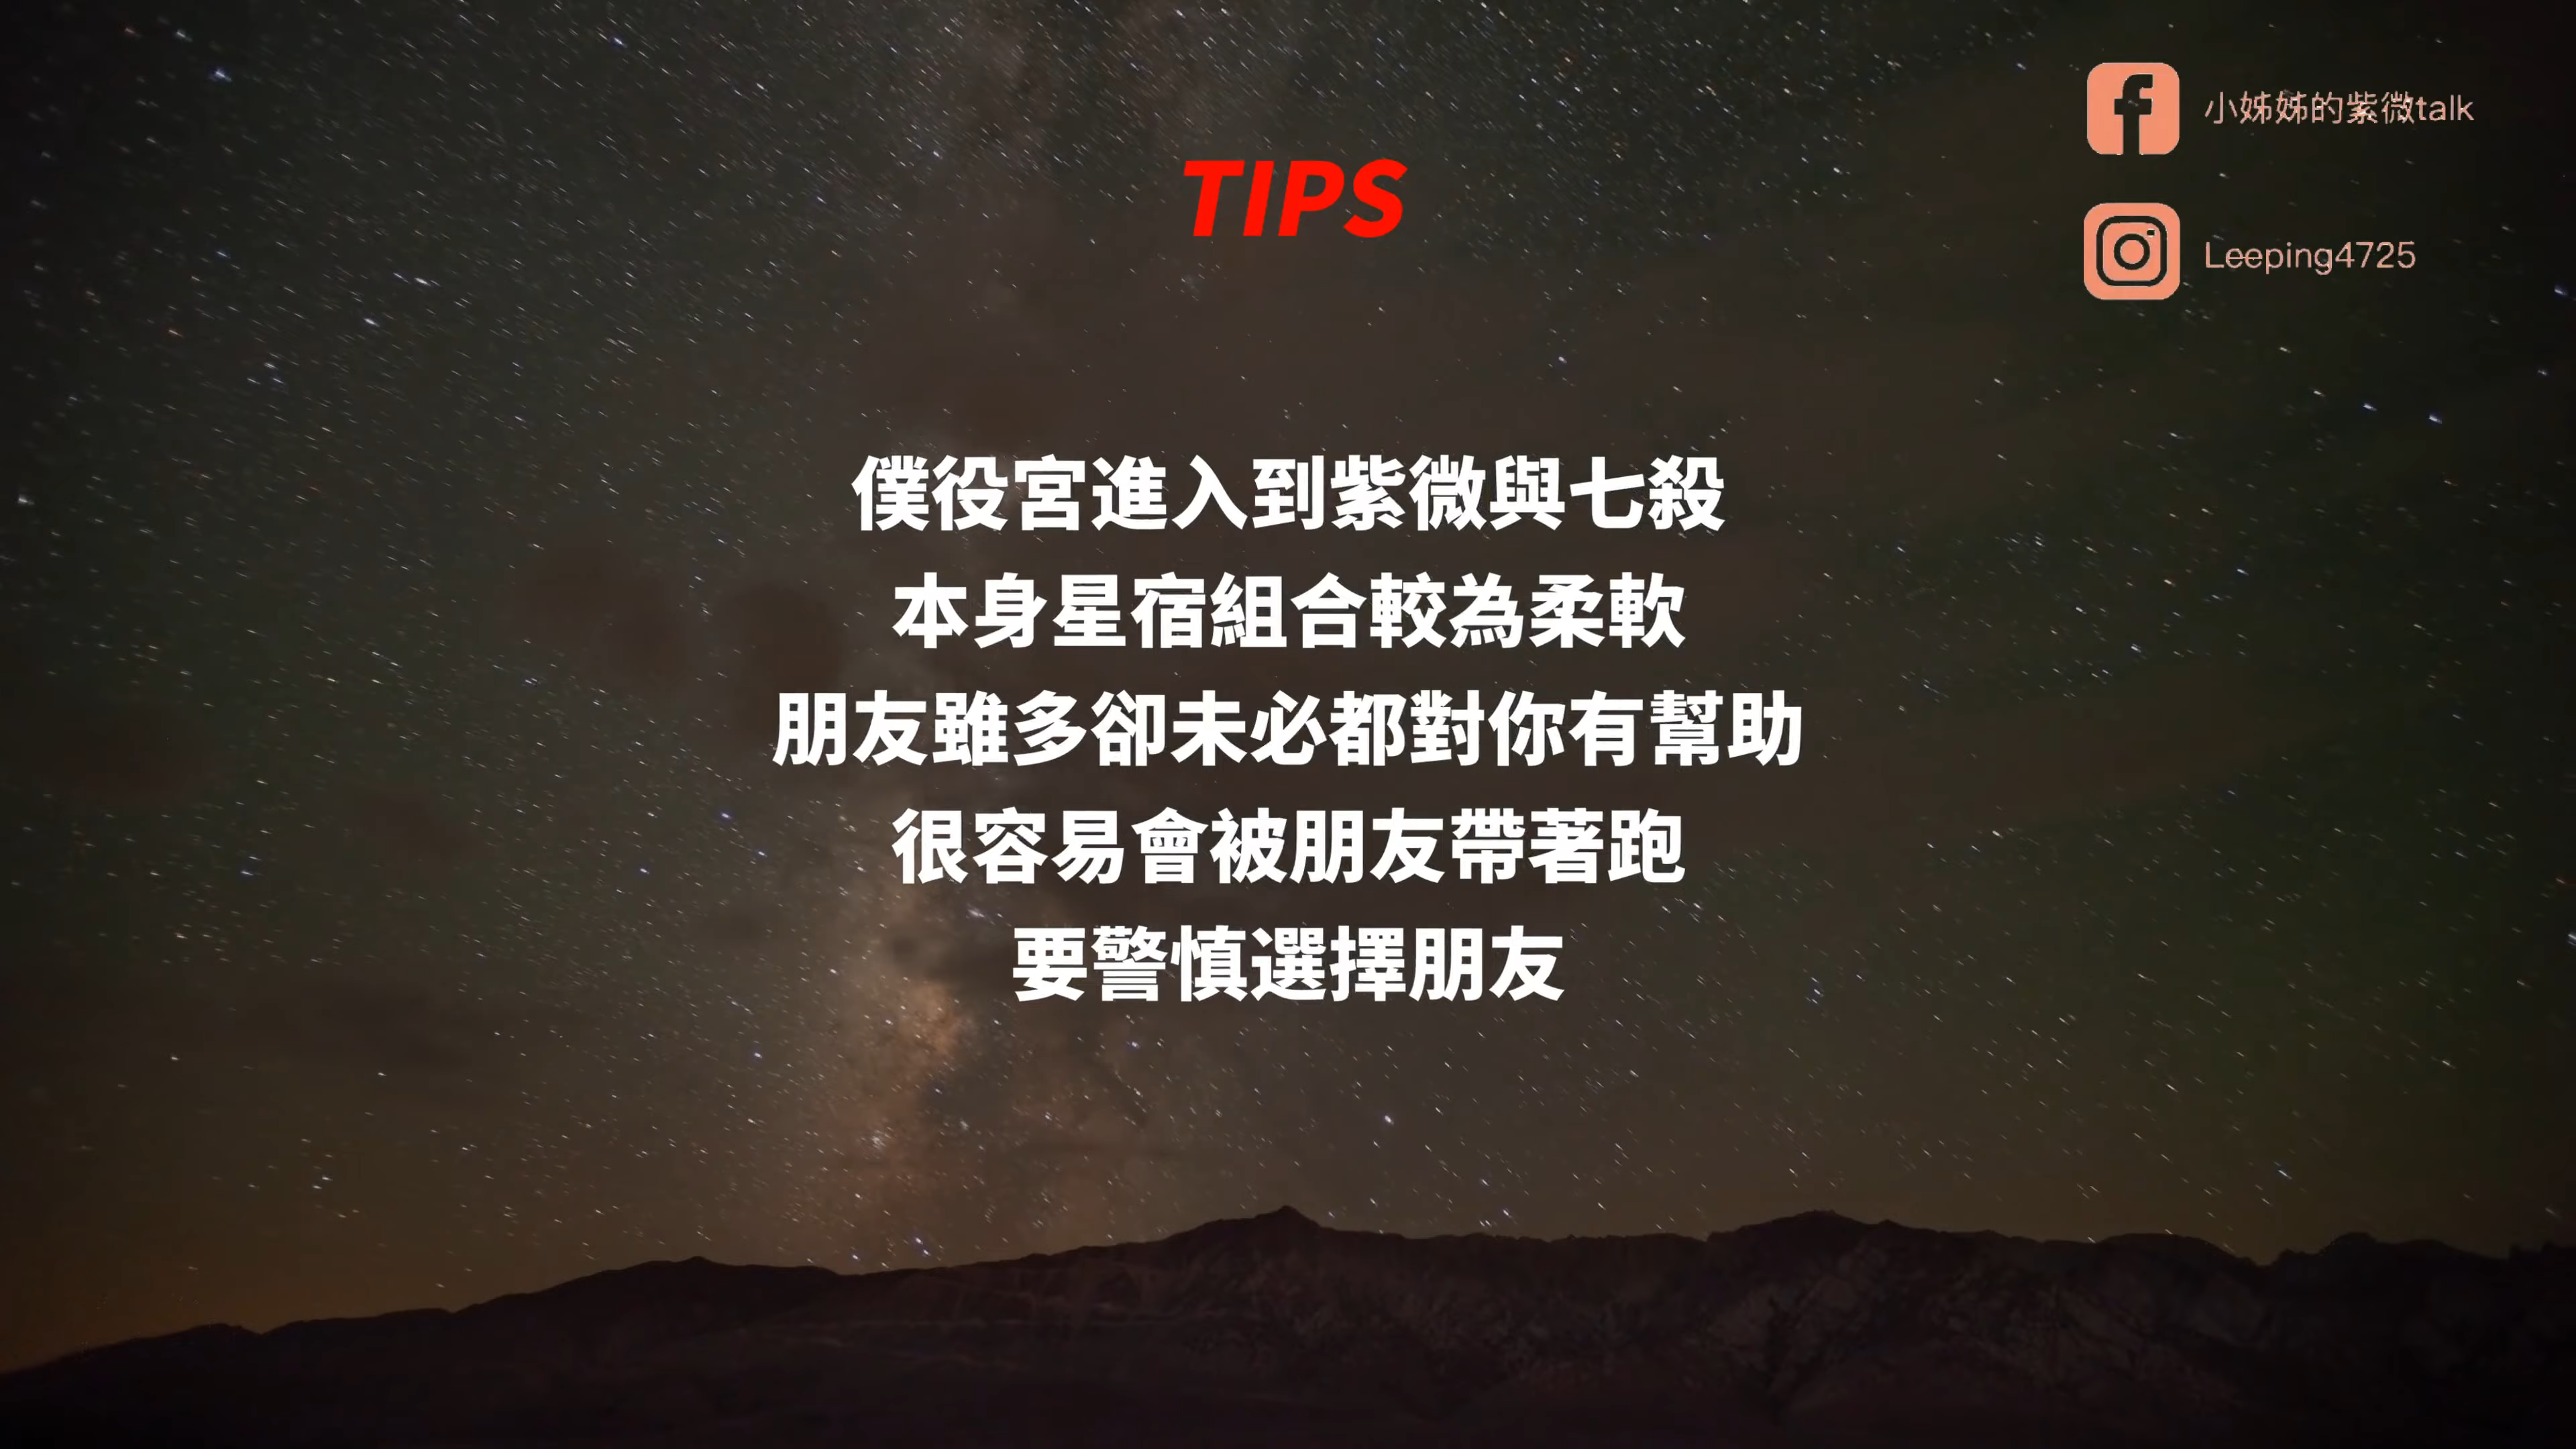 TIPS
小姊姊的紫微talk
Leeping4725
僕役宮進入到紫微與七殺
本身星宿組合較為柔軟
朋友雖多卻未必都對你有幫助
很容易會被朋友帶著跑
要警慎選擇朋友